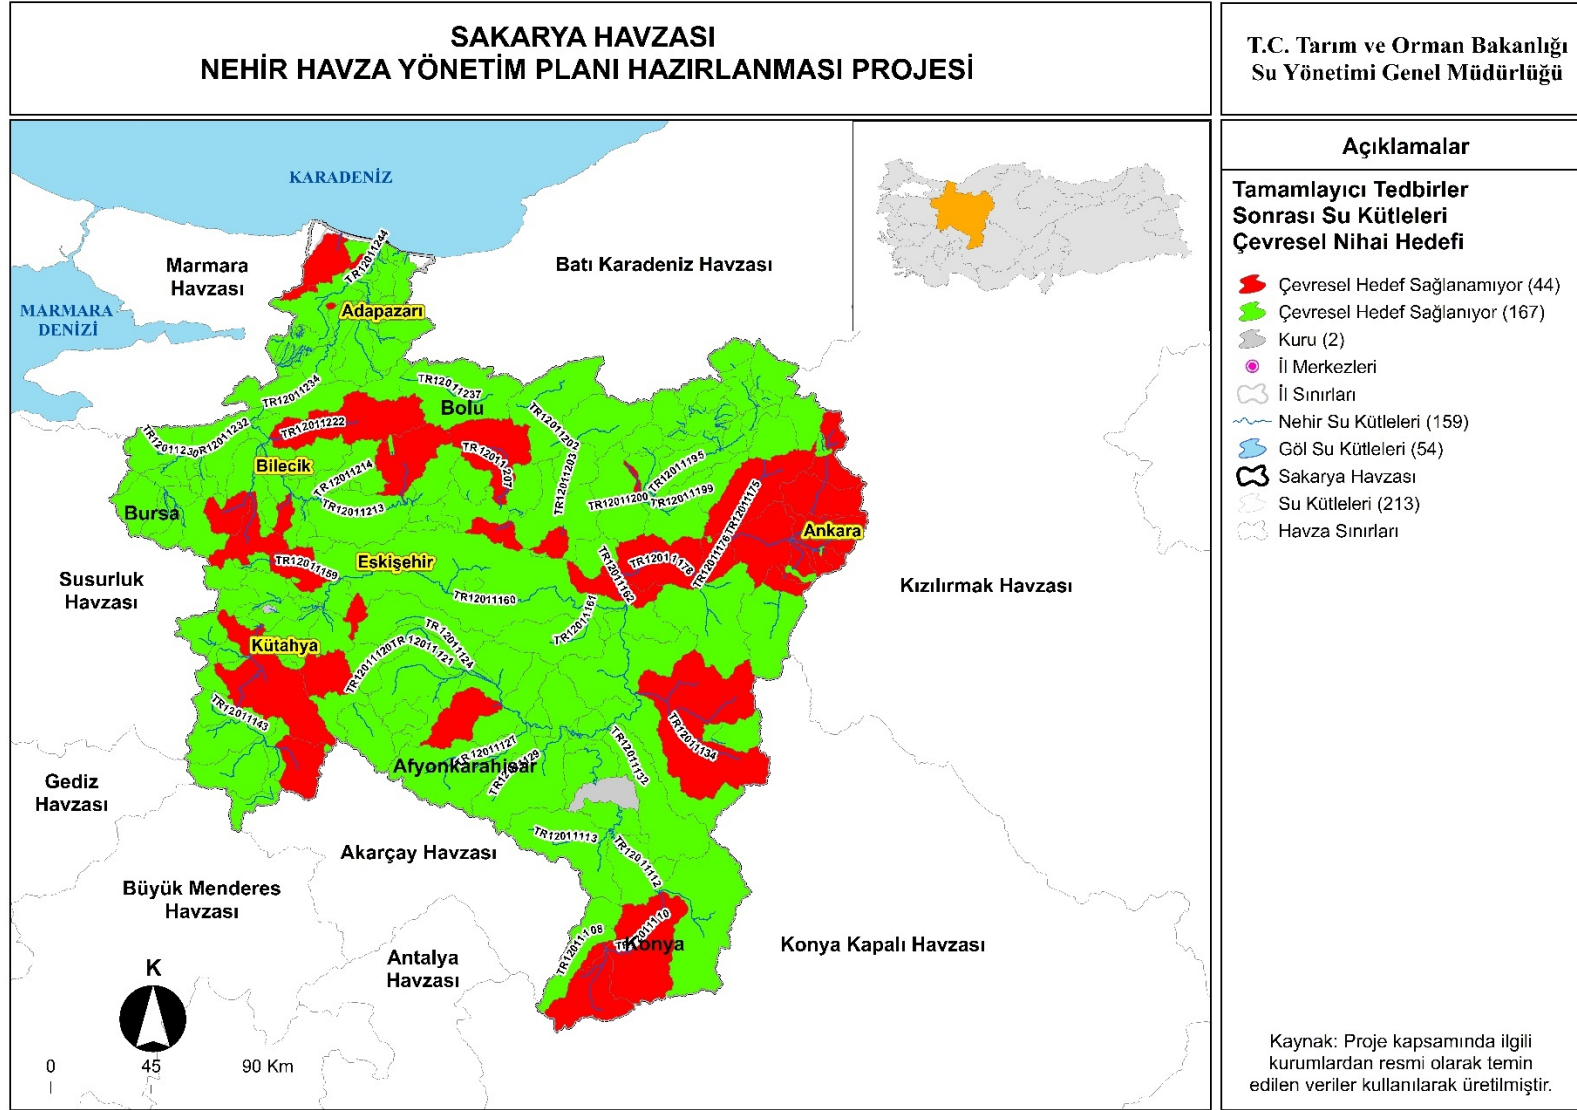 SAKARYA HAVZASI
NEHİR HAVZA YÖNETİM PLANI HAZIRLANMASI PROJESİ
T.C. Tarım ve Orman Bakanlığı
Su Yönetimi Genel Müdürlüğü
Açıklamalar
Tamamlayıcı Tedbirler
Sonrası Su Kütleleri
Çevresel Nihai Hedefi
Çevresel Hedef Sağlanamıyor (44)
Çevresel Hedef Sağlanıyor (167)
Kuru (2)
İl Merkezleri
İl Sınırları
Nehir Su Kütleleri (159)
Göl Su Kütleleri (54)
Sakarya Havzası
Su Kütleleri (213)
Havza Sınırları
Kaynak: Proje kapsamında ilgili
kurumlardan resmi olarak temin
edilen veriler kullanılarak üretilmiştir.
KARADENİZ
Marmara
Havzası
Batı Karadeniz Havzası
MARMARA
DENİZİ
TR12011244
Adapazarı
TR12011234
TR12011237
Bolu
TR12011222
TR12011202
TR12011230
R12011232
Bilecik
TR12011214
TR12011207
TR12011203
TR12011195
TR12011200
TR12011199
TR12011213
TR12011175
Bursa
Ankara
Eskişehir
TR12011159
TR12011176
TR12011178
TR12011162
Susurluk
Havzası
TR12011160
TR12011161
Kızılırmak Havzası
Kütahya
TR12011124
TR12011120
TR12011121
TR12011143
TR12011134
TR12011132
TR12011127
Afyonkarahisar
Gediz
Havzası
TR12011113
TR12011112
Akarçay Havzası
Büyük Menderes
Havzası
TR12011108
Konya
Konya Kapalı Havzası
Antalya
Havzası
K
0 45 90 Km